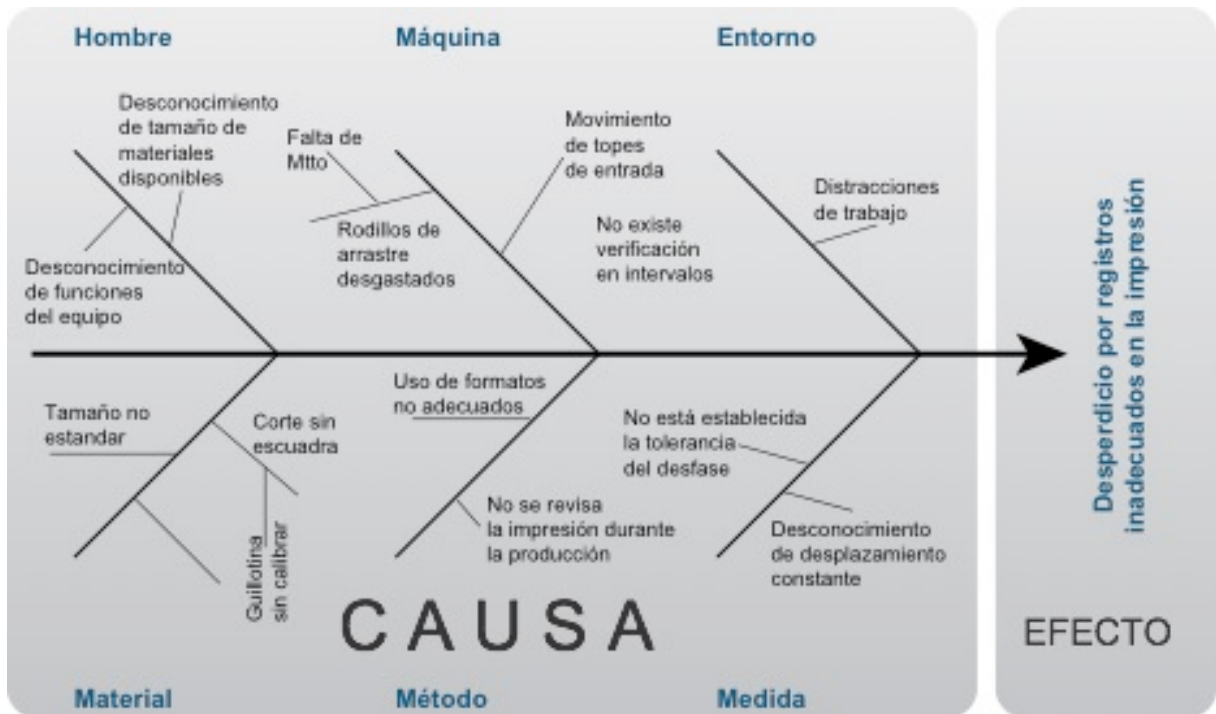 Hombre
Máquina
Entorno
Desconocimiento
de tamaño de
materiales
disponibles
Desconocimiento
de funciones
del equipo
Falta de
Mtto
Rodillos de
arrastre
desgastados
Movimiento
de topes
de entrada
No existe
verificación
en intervalos
Distracciones
de trabajo
Tamaño no
estandar
Corte sin
escuadra
Guillotina
sin calibrar
Uso de formatos
no adecuados
No se revisa
la impresión durante
la producción
No está establecida
la tolerancia
del desfase
Desconocimiento
de desplazamiento
constante
CAUSA
Material
Método
Medida
Desperdicio por registros
inadecuados en la impresión
EFECTO